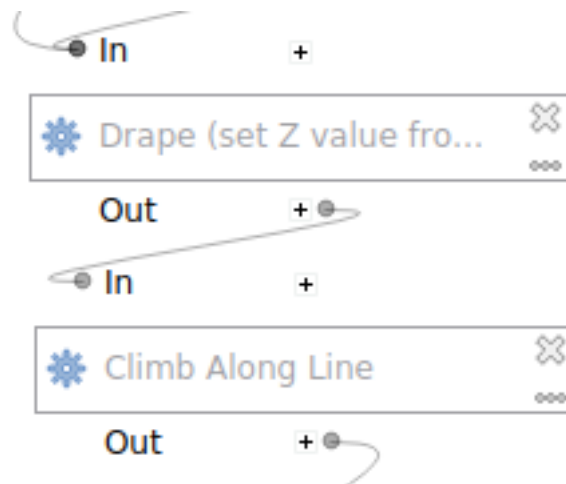 In
Drape (set Z value fro...
Out
In
Climb Along Line
Out